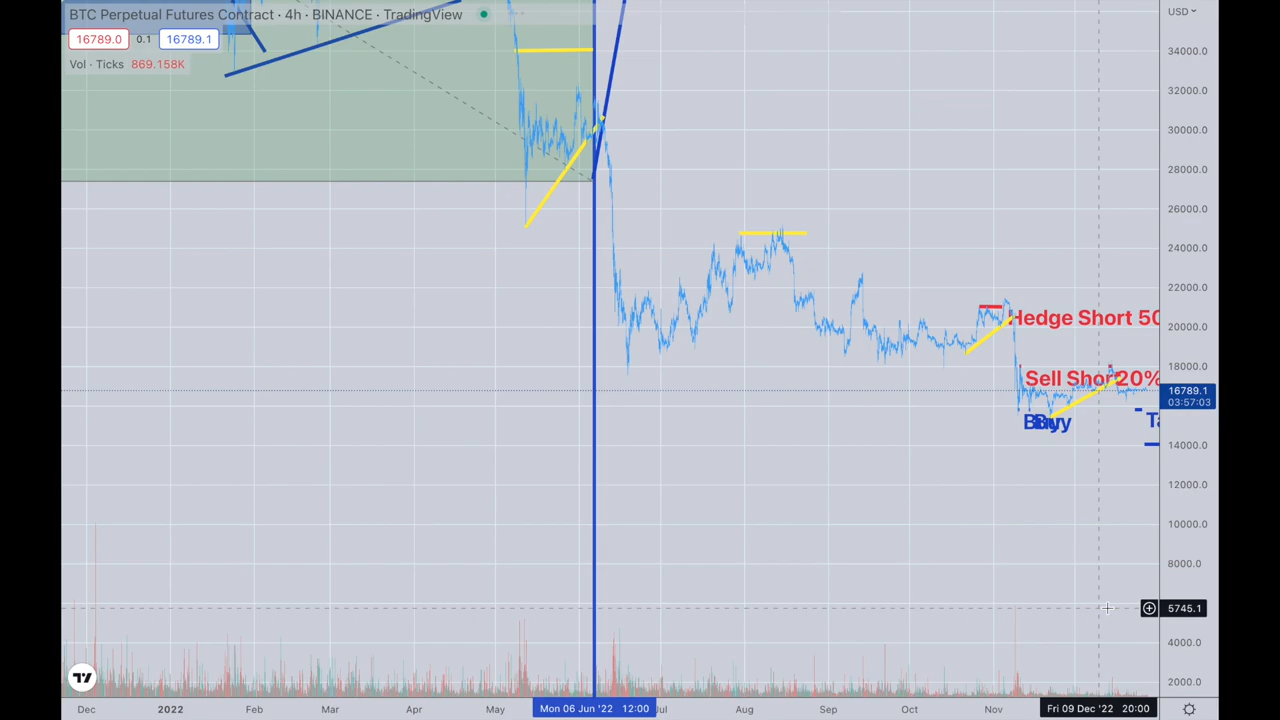 BTC Perpetual Futures Contract · 4h · BINANCE · TradingView
USD
16789.0 0.1 16789.1
Vol · Ticks 869.158K
34000.0
32000.0
30000.0
28000.0
26000.0
24000.0
22000.0
20000.0
18000.0
16789.1
03:57:03
14000.0
12000.0
10000.0
8000.0
5745.1
4000.0
2000.0
Hedge Short 50
Sell Shor 20%
Buy
Ta
Dec 2022 Feb Mar Apr May Mon 06 Jun '22 12:00 Jul Aug Sep Oct Nov Fri 09 Dec '22 20:00